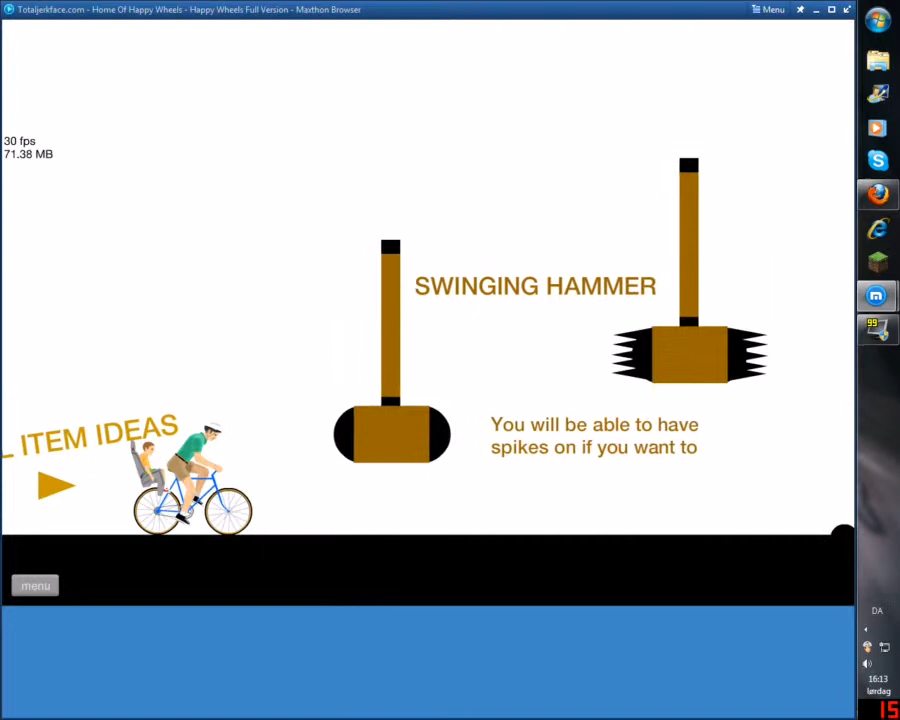 Totaljerkface.com - Home Of Happy Wheels - Happy Wheels Full Version - Maxthon Browser
Menu
30 fps
71.38 MB
SWINGING HAMMER
L ITEM IDEAS
You will be able to have
spikes on if you want to
menu
99
DA
16:13
lørdag
15